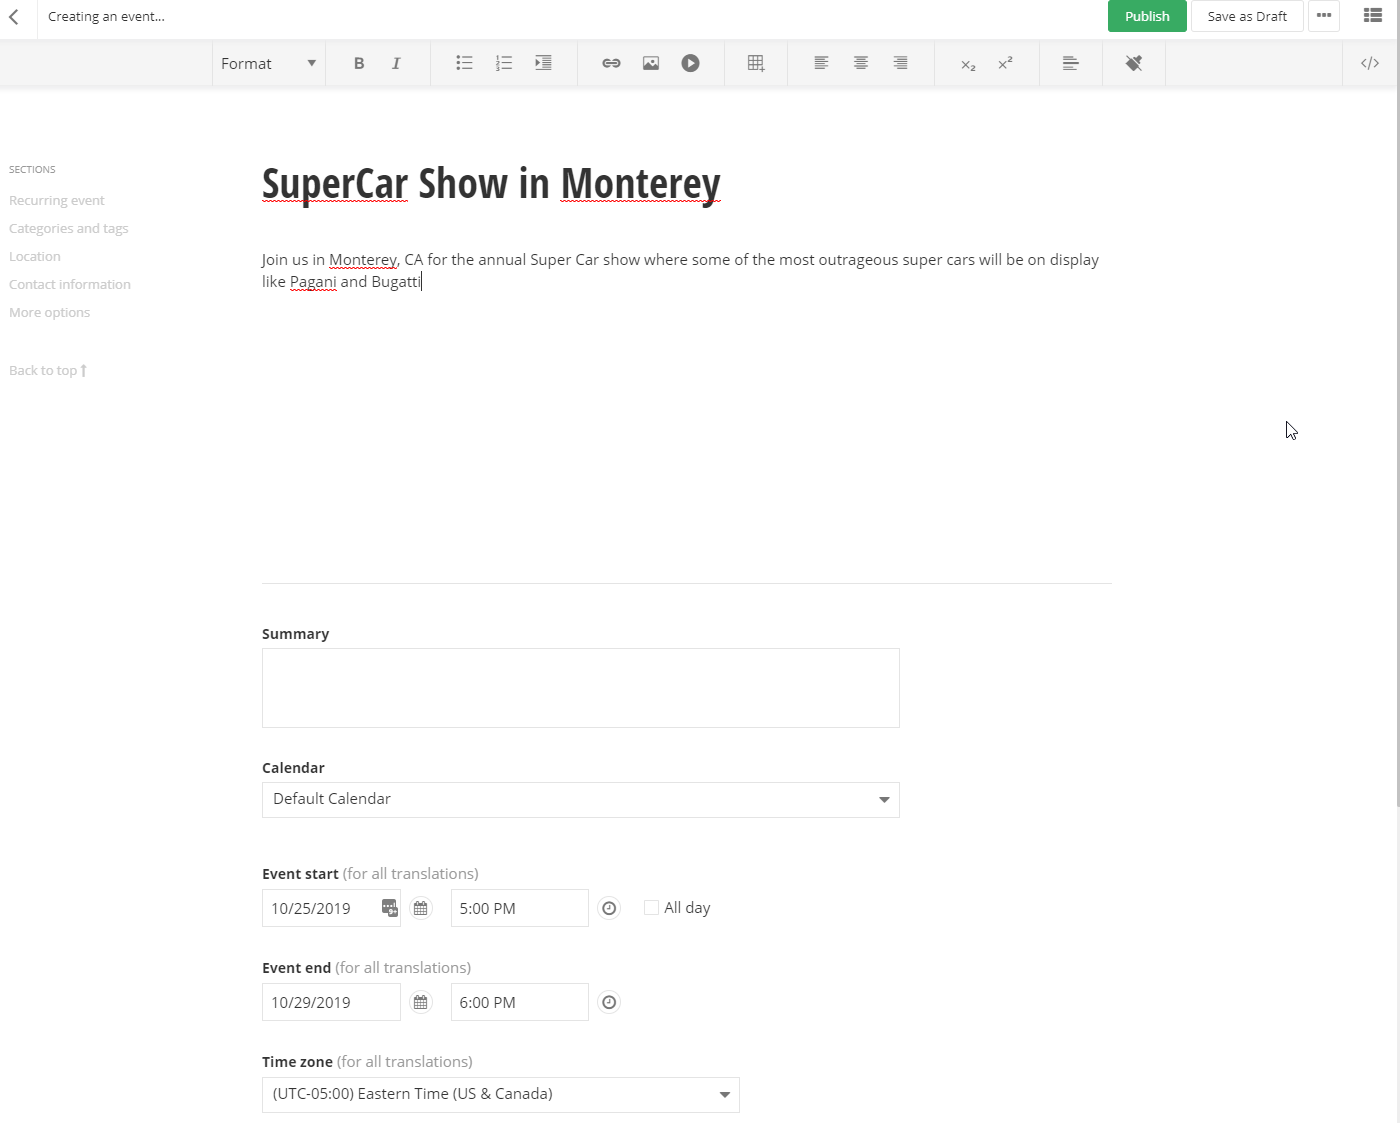 Creating an event...
Publish
Save as Draft
Format
B
I
x₂
x²
</>
SECTIONS
Recurring event
Categories and tags
Location
Contact information
More options
Back to top
SuperCar Show in Monterey
Join us in Monterey, CA for the annual Super Car show where some of the most outrageous super cars will be on display
like Pagani and Bugatti
Summary
Calendar
Default Calendar
Event start (for all translations)
10/25/2019
5:00 PM
All day
Event end (for all translations)
10/29/2019
6:00 PM
Time zone (for all translations)
(UTC-05:00) Eastern Time (US & Canada)